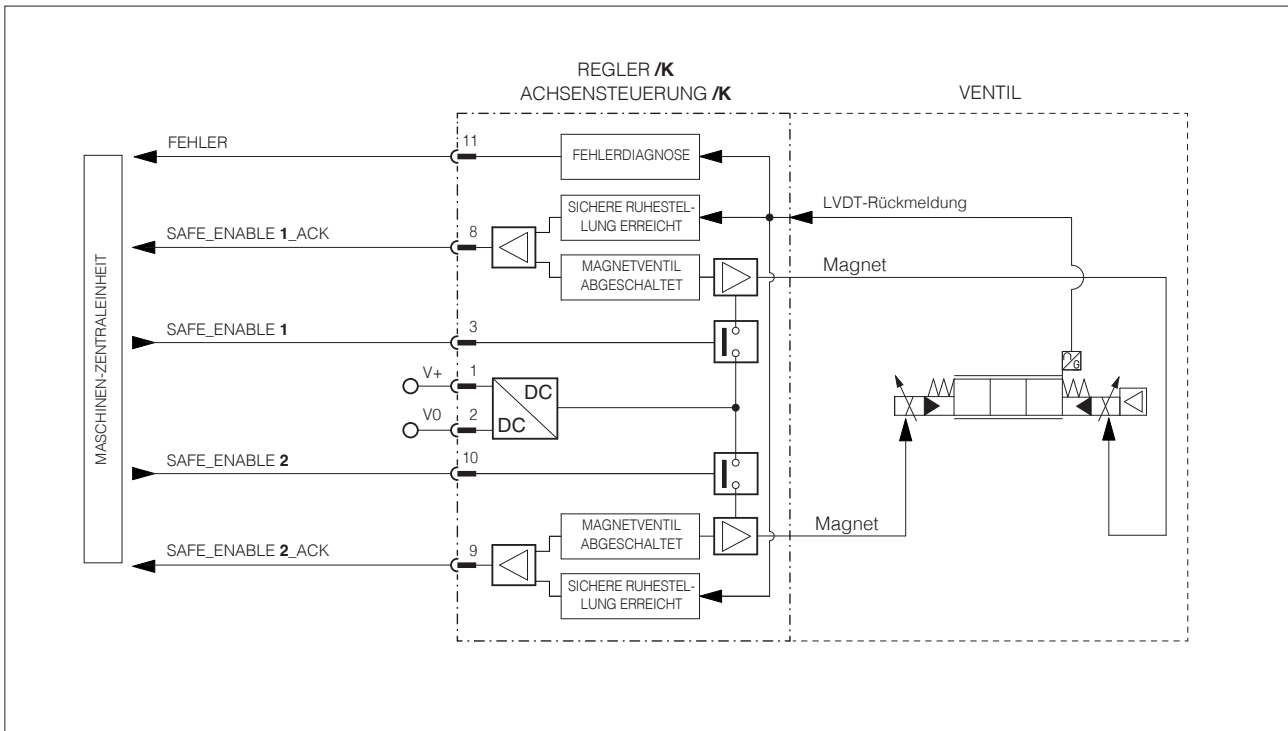 REGLER /K
ACHSENSTEUERUNG /K
VENTIL
MASCHINEN-ZENTRALEINHEIT
FEHLER
11
FEHLERDIAGNOSE
SAFE_ENABLE 1_ACK
8
SICHERE RUHESTEL-
LUNG ERREICHT
LVDT-Rückmeldung
MAGNETVENTIL
ABGESCHALTET
Magnet
SAFE_ENABLE 1
3
V+
1
DC
DC
V0
2
G
SAFE_ENABLE 2
10
MAGNETVENTIL
ABGESCHALTET
Magnet
SAFE_ENABLE 2_ACK
9
SICHERE RUHESTEL-
LUNG ERREICHT